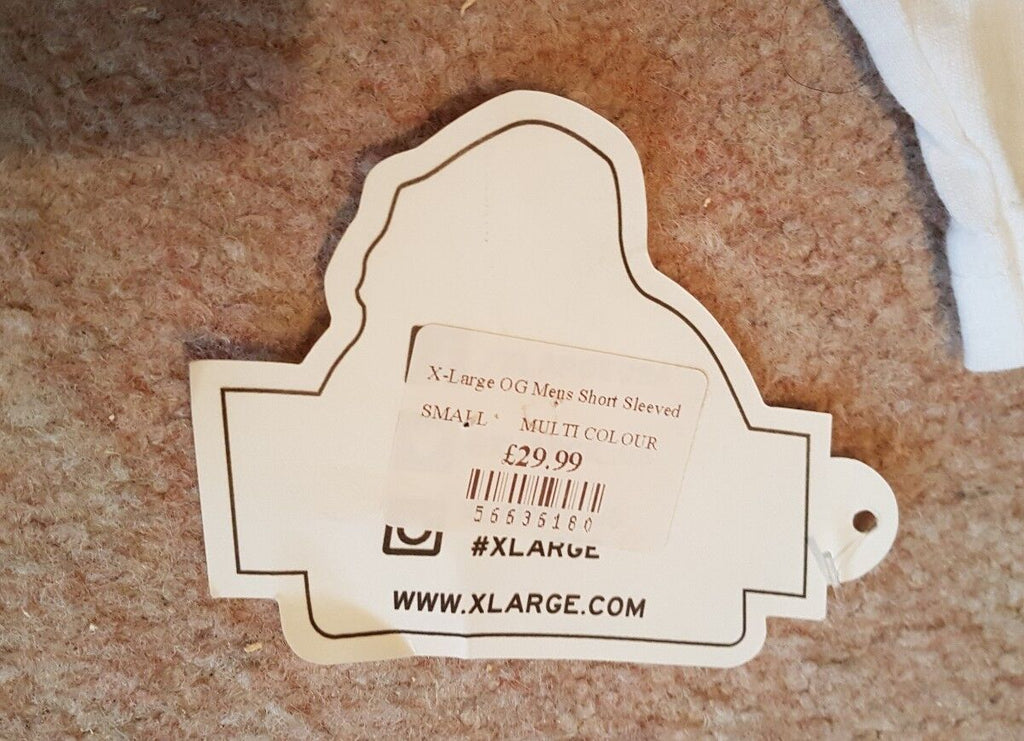 X-Large OG Mens Short Sleeved
SMALL MULTI COLOUR
£29.99
56636180
#XLARGE
WWW.XLARGE.COM